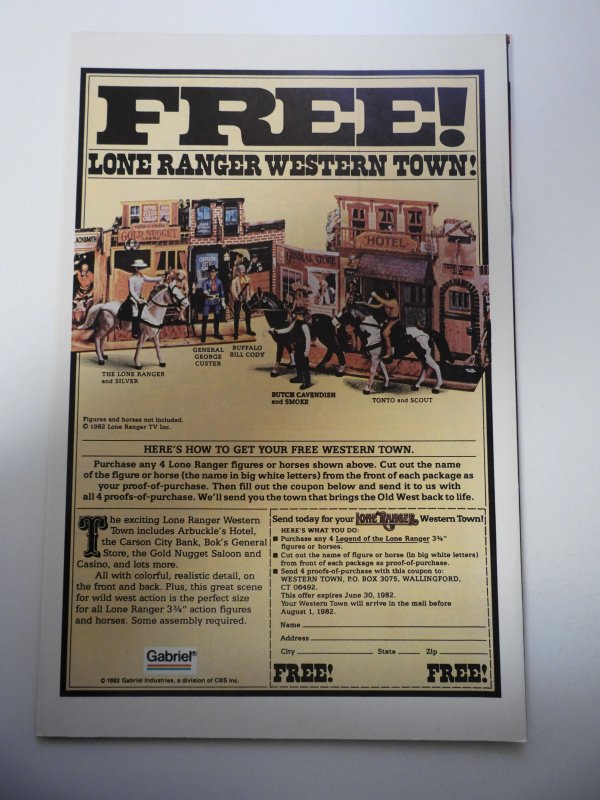 FREE!
LONE RANGER WESTERN TOWN!
BLACKSMITH
GOLD NUGGET
CARSON CITY
GENERAL STORE
HOTEL
THE LONE RANGER
and SILVER
GENERAL
GEORGE
CUSTER
BUFFALO
BILL CODY
BUTCH CAVENDISH
and SMOKE
TONTO and SCOUT
Figures and horses not included.
© 1982 Lone Ranger TV Inc.
HERE'S HOW TO GET YOUR FREE WESTERN TOWN.
Purchase any 4 Lone Ranger figures or horses shown above. Cut out the name
of the figure or horse (the name in big white letters) from the front of each package as
your proof-of-purchase. Then fill out the coupon below and send it to us with
all 4 proofs-of-purchase. We'll send you the town that brings the Old West back to life.
The exciting Lone Ranger Western
Town includes Arbuckle's Hotel,
the Carson City Bank, Bok's General
Store, the Gold Nugget Saloon and
Casino, and lots more.
All with colorful, realistic detail, on
the front and back. Plus, this great scene
for wild west action is the perfect size
for all Lone Ranger 3¾" action figures
and horses. Some assembly required.
Gabriel®
© 1982 Gabriel Industries, a division of CBS Inc.
Send today for your LONE RANGER Western Town!
HERE'S WHAT YOU DO:
■ Purchase any 4 Legend of the Lone Ranger 3¾"
figures or horses.
■ Cut out the name of figure or horse (in big white letters)
from front of each package as proof-of-purchase.
■ Send 4 proofs-of-purchase with this coupon to:
WESTERN TOWN, P.O. BOX 3075, WALLINGFORD,
CT 06492.
This offer expires June 30, 1982.
Your Western Town will arrive in the mail before
August 1, 1982.
Name
Address
City State Zip
FREE! FREE!